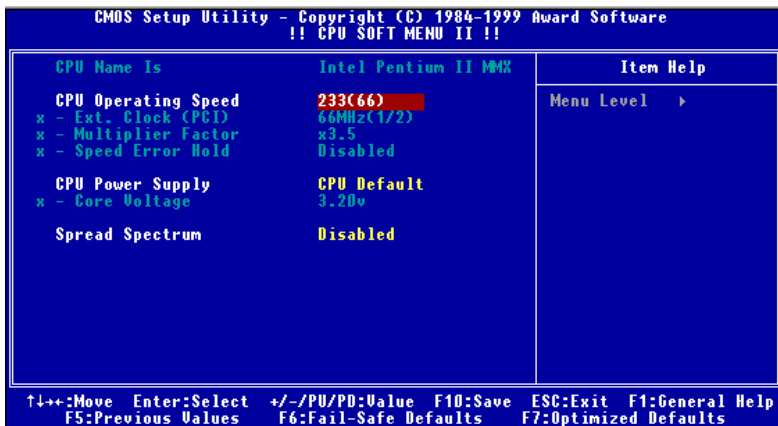 CMOS Setup Utility - Copyright (C) 1984-1999 Award Software
!! CPU SOFT MENU II !!
CPU Name Is Intel Pentium II MMX
Item Help
CPU Operating Speed 233(66)
Menu Level ▸
x - Ext. Clock (PCI) 66MHz(1/2)
x - Multiplier Factor x3.5
x - Speed Error Hold Disabled
CPU Power Supply CPU Default
x - Core Voltage 3.20v
Spread Spectrum Disabled
↑↓→←:Move Enter:Select +/-/PU/PD:Value F10:Save ESC:Exit F1:General Help
F5:Previous Values F6:Fail-Safe Defaults F7:Optimized Defaults